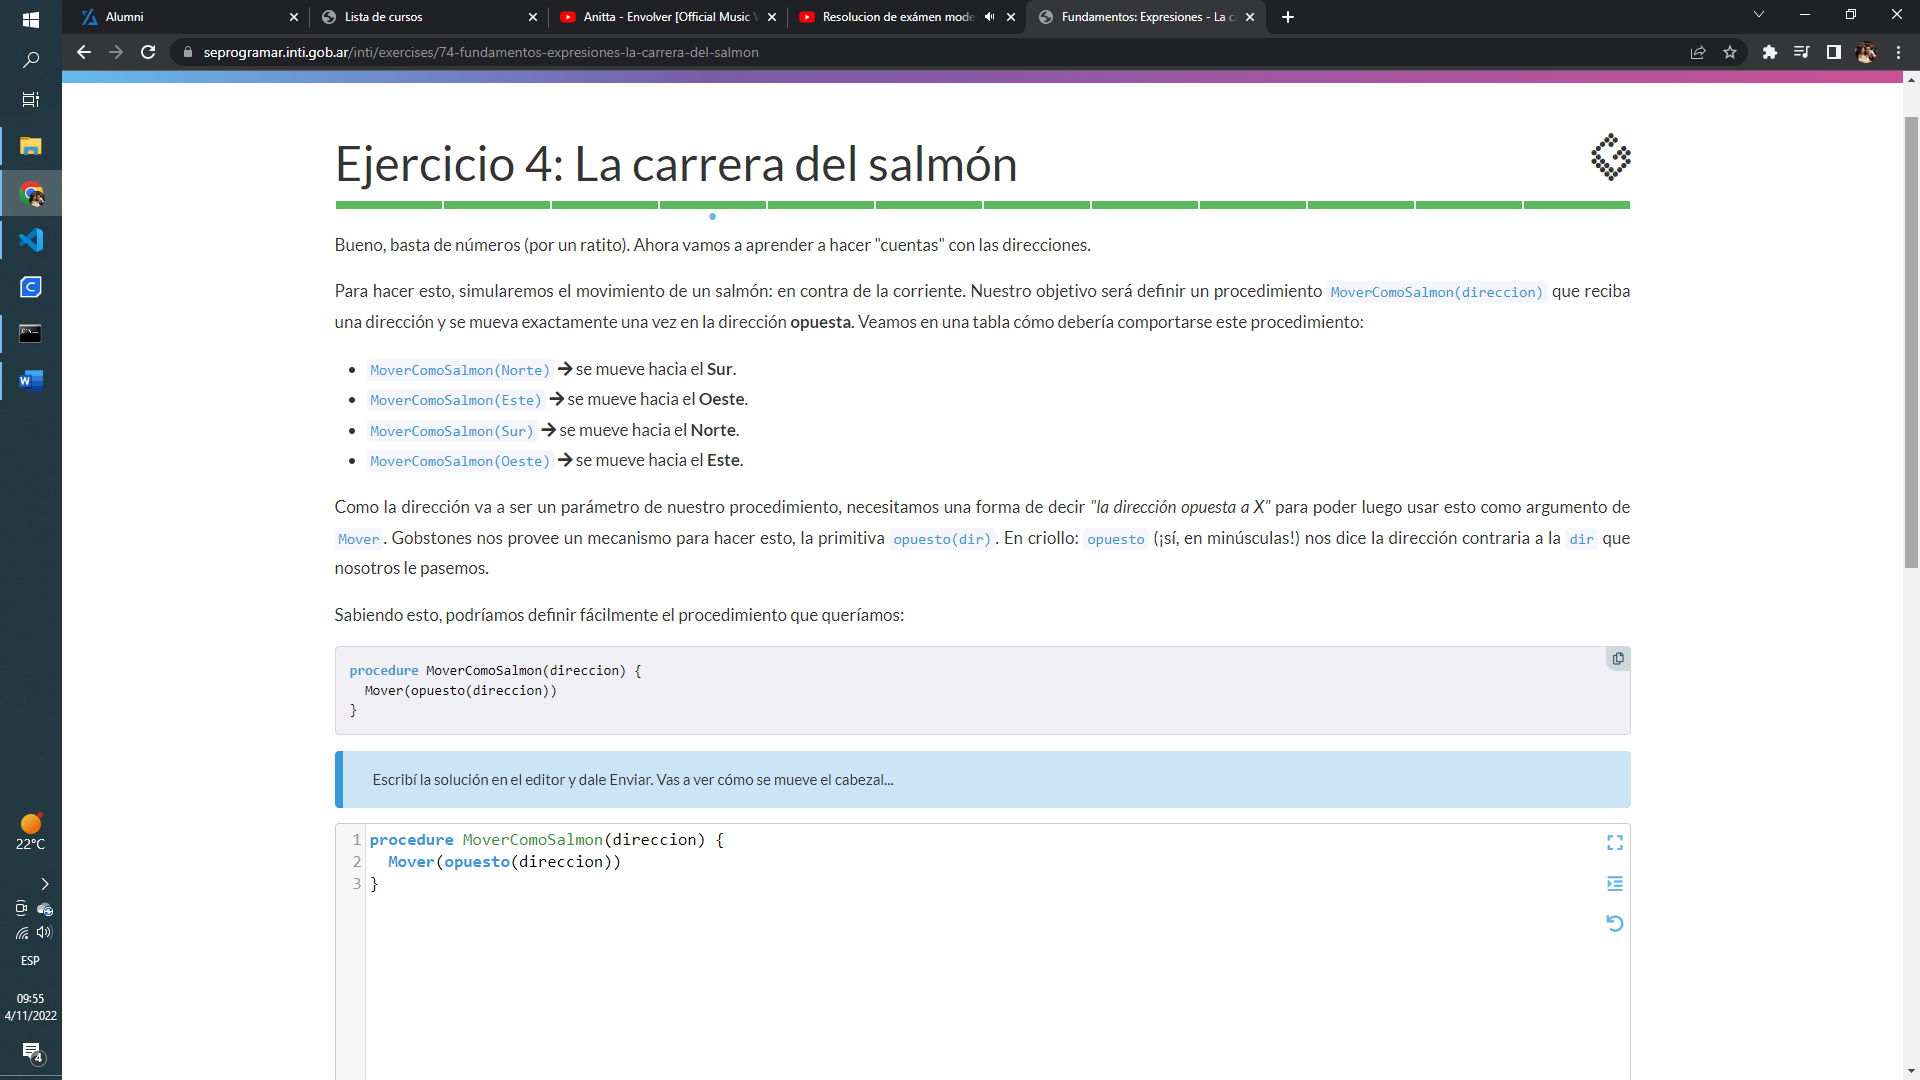 Alumni
Lista de cursos
Anitta - Envolver [Official Music V
Resolucion de exámen mode
Fundamentos: Expresiones - La c
seprogramar.inti.gob.ar/inti/exercises/74-fundamentos-expresiones-la-carrera-del-salmon
Ejercicio 4: La carrera del salmón
Bueno, basta de números (por un ratito). Ahora vamos a aprender a hacer "cuentas" con las direcciones.
Para hacer esto, simularemos el movimiento de un salmón: en contra de la corriente. Nuestro objetivo será definir un procedimiento MoverComoSalmon(direccion) que reciba
una dirección y se mueva exactamente una vez en la dirección opuesta. Veamos en una tabla cómo debería comportarse este procedimiento:
• MoverComoSalmon(Norte) → se mueve hacia el Sur.
• MoverComoSalmon(Este) → se mueve hacia el Oeste.
• MoverComoSalmon(Sur) → se mueve hacia el Norte.
• MoverComoSalmon(Oeste) → se mueve hacia el Este.
Como la dirección va a ser un parámetro de nuestro procedimiento, necesitamos una forma de decir "la dirección opuesta a X" para poder luego usar esto como argumento de
Mover. Gobstones nos provee un mecanismo para hacer esto, la primitiva opuesto(dir). En criollo: opuesto (¡sí, en minúsculas!) nos dice la dirección contraria a la dir que
nosotros le pasemos.
Sabiendo esto, podríamos definir fácilmente el procedimiento que queríamos:
procedure MoverComoSalmon(direccion) {
Mover(opuesto(direccion))
}
Escribí la solución en el editor y dale Enviar. Vas a ver cómo se mueve el cabezal...
1 procedure MoverComoSalmon(direccion) {
2 Mover(opuesto(direccion))
3 }
22°C
ESP
09:55
4/11/2022
4